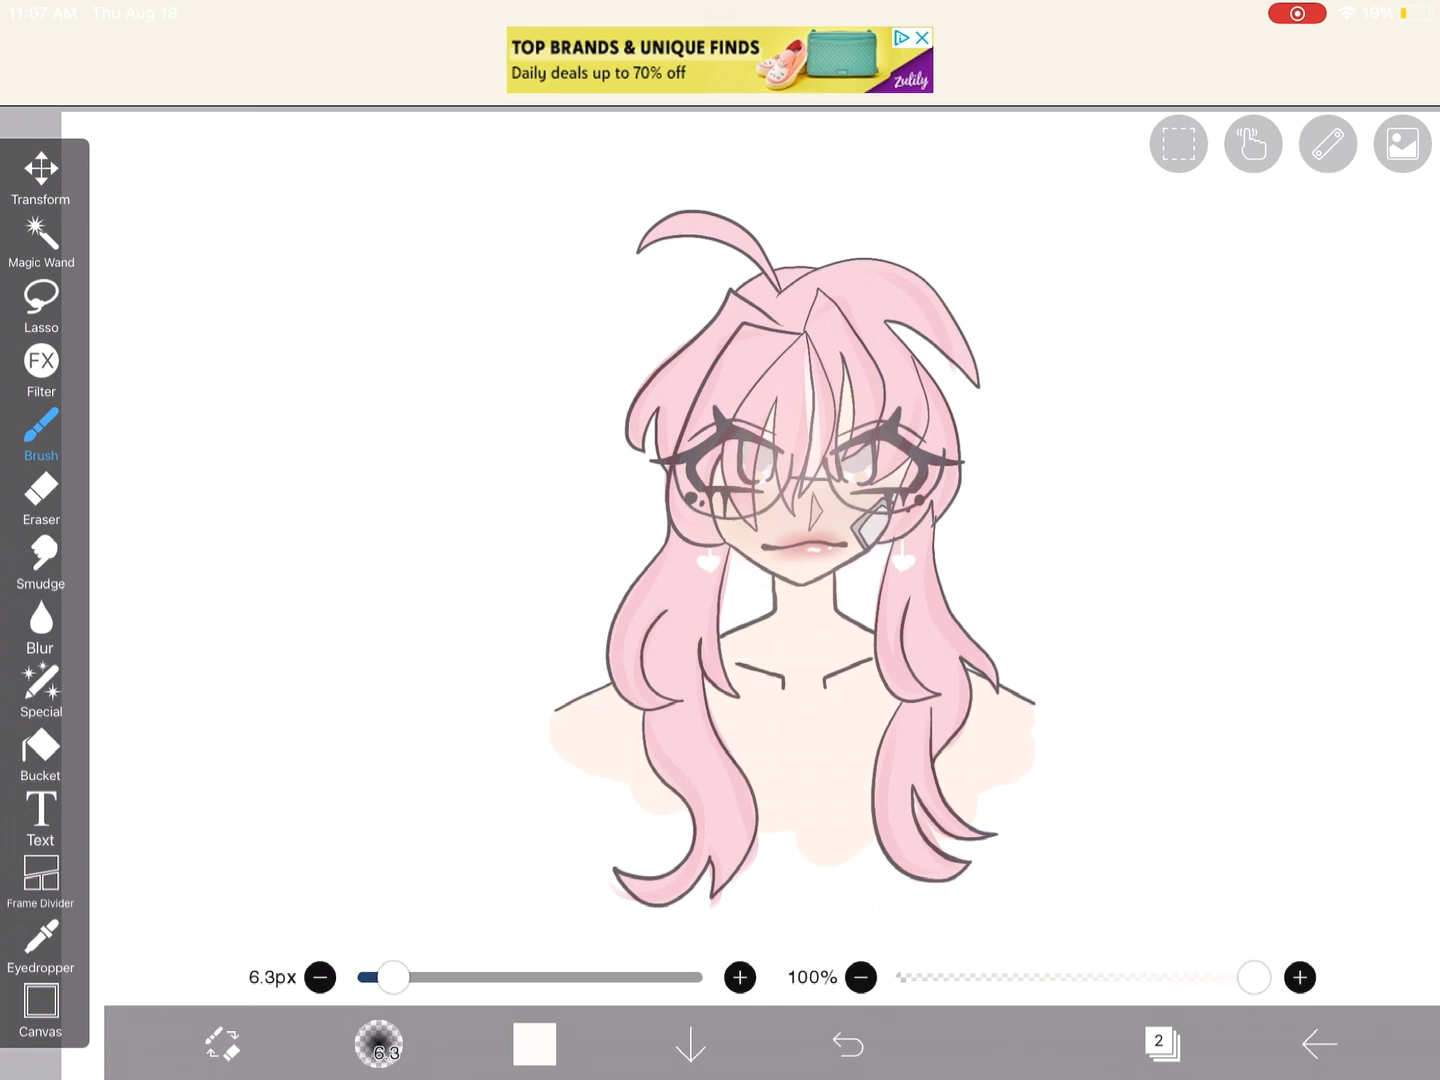 11:07 AM Thu Aug 18
19%
TOP BRANDS & UNIQUE FINDS
Daily deals up to 70% off
zulily
Transform
Magic Wand
Lasso
FX
Filter
Brush
Eraser
Smudge
Blur
Special
Bucket
T
Text
Frame Divider
Eyedropper
Canvas
6.3px
100%
6.3
2